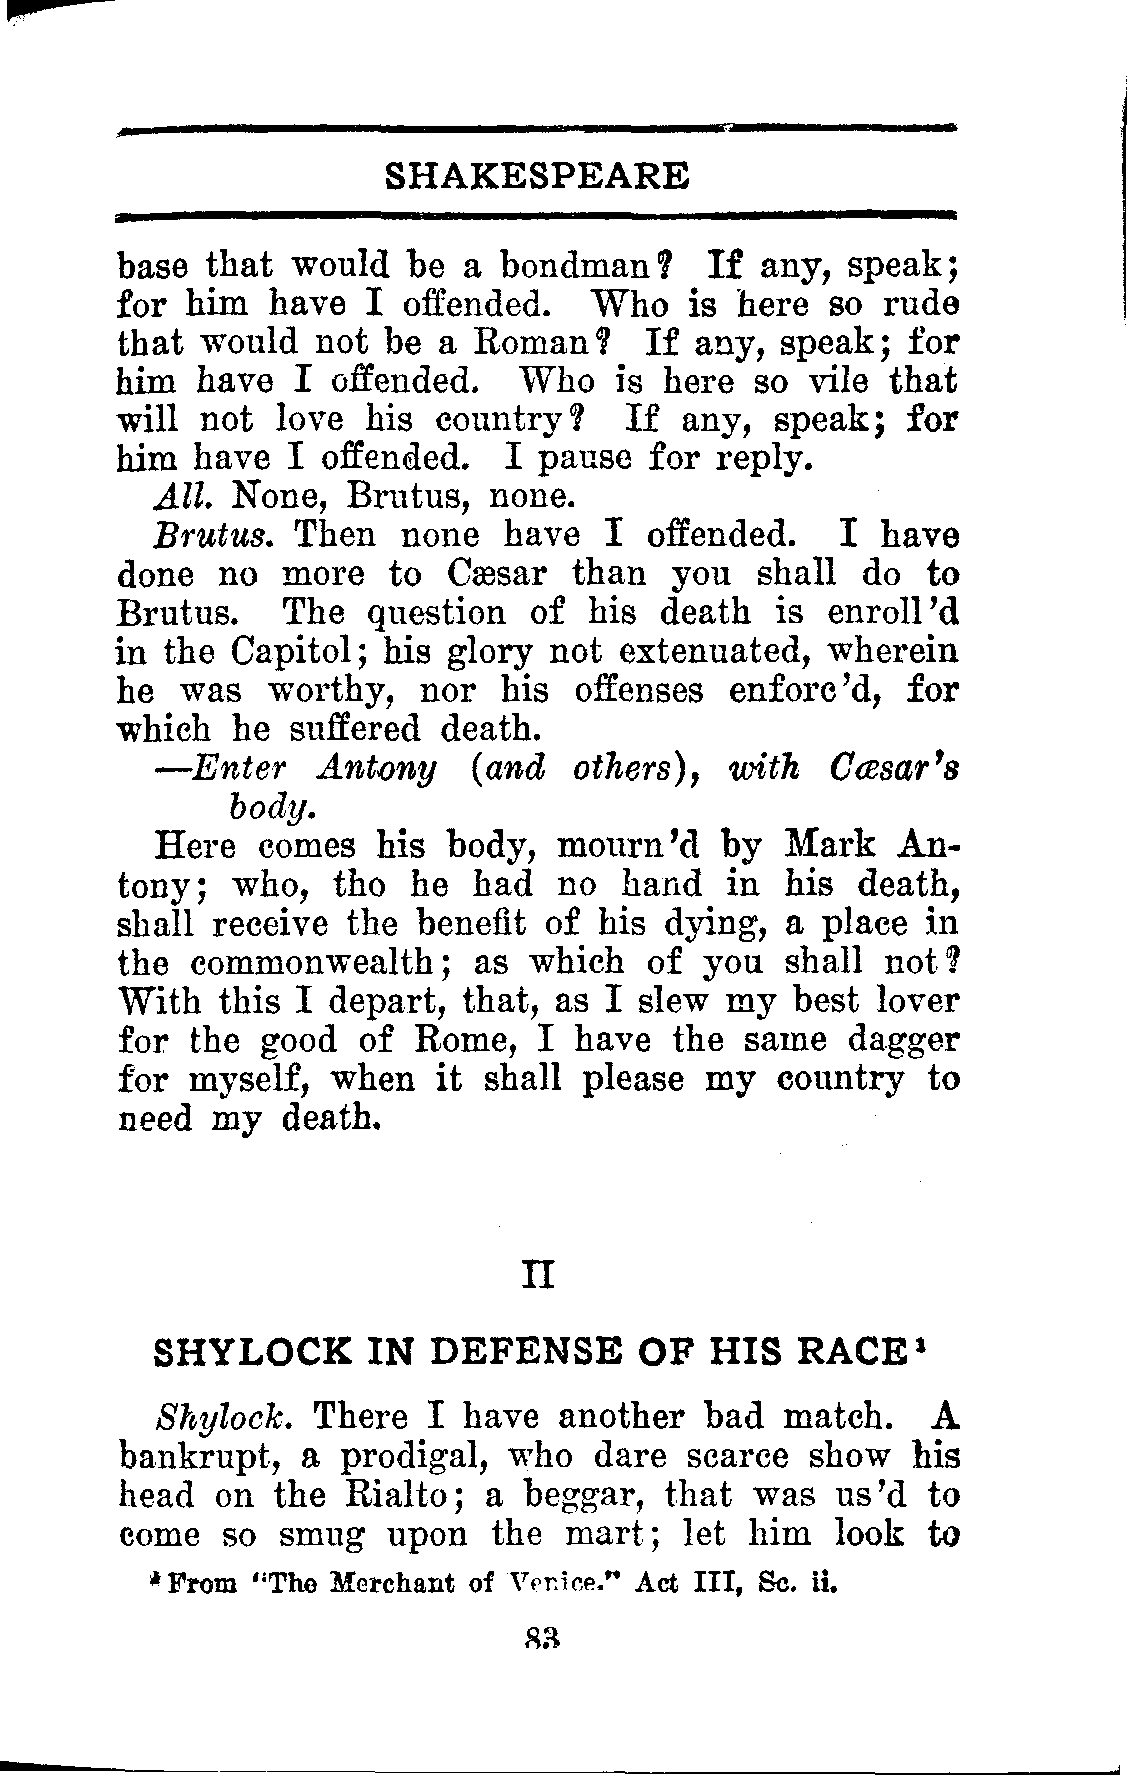 SHAKESPEARE
base that would be a bondman? If any, speak;
for him have I offended. Who is here so rude
that would not be a Roman? If any, speak; for
him have I offended. Who is here so vile that
will not love his country? If any, speak; for
him have I offended. I pause for reply.
All. None, Brutus, none.
Brutus. Then none have I offended. I have
done no more to Cæsar than you shall do to
Brutus. The question of his death is enroll'd
in the Capitol; his glory not extenuated, wherein
he was worthy, nor his offenses enforc'd, for
which he suffered death.
—Enter Antony (and others), with Cæsar's
body.
Here comes his body, mourn'd by Mark An-
tony; who, tho he had no hand in his death,
shall receive the benefit of his dying, a place in
the commonwealth; as which of you shall not?
With this I depart, that, as I slew my best lover
for the good of Rome, I have the same dagger
for myself, when it shall please my country to
need my death.
II
SHYLOCK IN DEFENSE OF HIS RACE¹
Shylock. There I have another bad match. A
bankrupt, a prodigal, who dare scarce show his
head on the Rialto; a beggar, that was us'd to
come so smug upon the mart; let him look to
¹ From "The Merchant of Venice." Act III, Sc. ii.
83